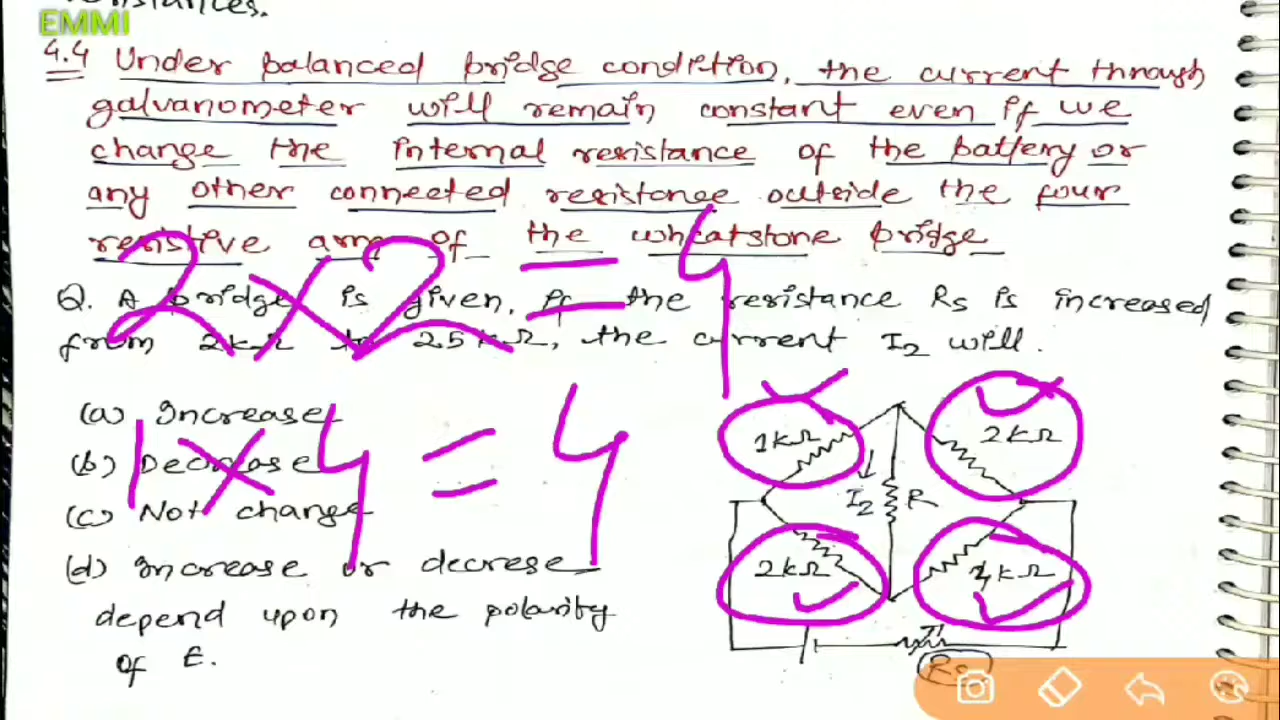 onstances.
EMMI
4.4 Under balanced bridge condition, the current through
galvanometer will remain constant even if we
change the internal resistance of the battery or
any other connected resistance outside the four
resistive arms of the wheatstone bridge
Q. A bridge is given, if the resistance Rs is increased
from 2kΩ to 2.5kΩ, the current I2 will.
2×2=4
(a) Increase
(b) Decrease
(c) Not change
(d) Increase or decrese
depend upon the polarity
of E.
1×4=4
1kΩ
2kΩ
I2 R
2kΩ
4kΩ
Rs